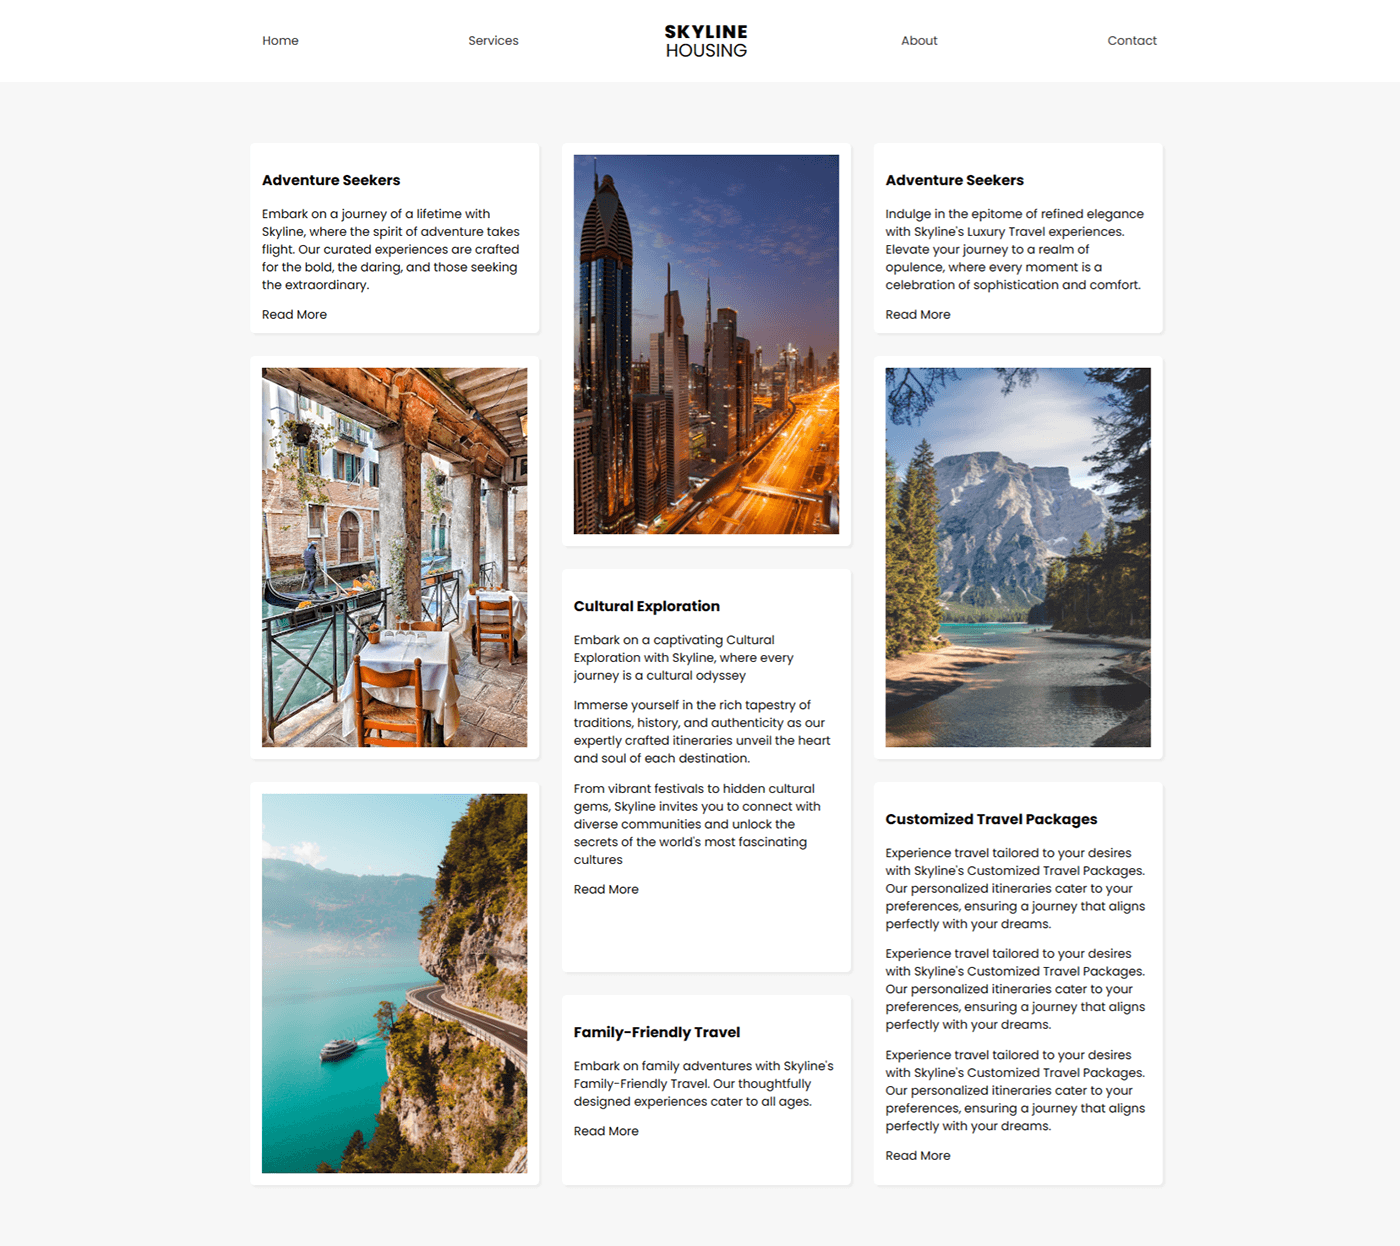 Home
Services
SKYLINE
HOUSING
About
Contact
Adventure Seekers
Embark on a journey of a lifetime with
Skyline, where the spirit of adventure takes
flight. Our curated experiences are crafted
for the bold, the daring, and those seeking
the extraordinary.
Read More
Adventure Seekers
Indulge in the epitome of refined elegance
with Skyline's Luxury Travel experiences.
Elevate your journey to a realm of
opulence, where every moment is a
celebration of sophistication and comfort.
Read More
Cultural Exploration
Embark on a captivating Cultural
Exploration with Skyline, where every
journey is a cultural odyssey
Immerse yourself in the rich tapestry of
traditions, history, and authenticity as our
expertly crafted itineraries unveil the heart
and soul of each destination.
From vibrant festivals to hidden cultural
gems, Skyline invites you to connect with
diverse communities and unlock the
secrets of the world's most fascinating
cultures
Read More
Family-Friendly Travel
Embark on family adventures with Skyline's
Family-Friendly Travel. Our thoughtfully
designed experiences cater to all ages.
Read More
Customized Travel Packages
Experience travel tailored to your desires
with Skyline's Customized Travel Packages.
Our personalized itineraries cater to your
preferences, ensuring a journey that aligns
perfectly with your dreams.
Experience travel tailored to your desires
with Skyline's Customized Travel Packages.
Our personalized itineraries cater to your
preferences, ensuring a journey that aligns
perfectly with your dreams.
Experience travel tailored to your desires
with Skyline's Customized Travel Packages.
Our personalized itineraries cater to your
preferences, ensuring a journey that aligns
perfectly with your dreams.
Read More